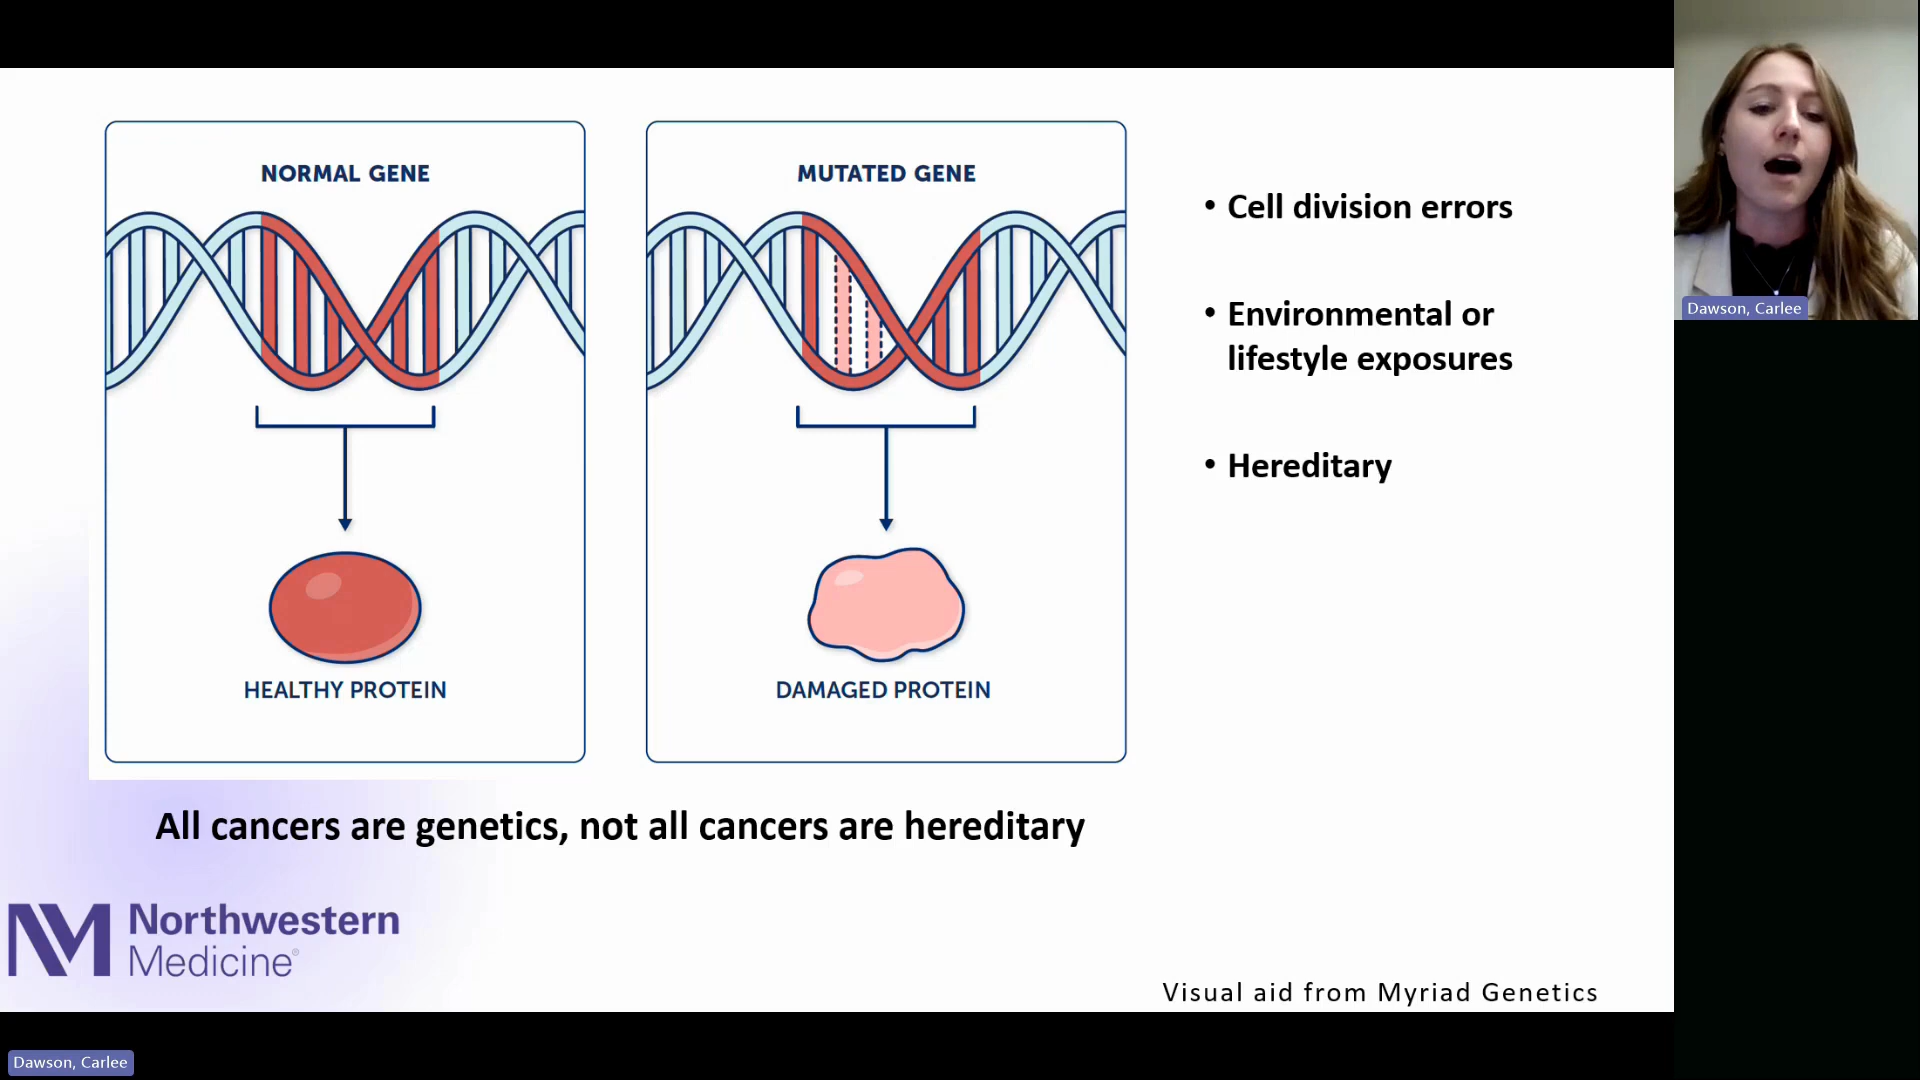 NORMAL GENE
HEALTHY PROTEIN
MUTATED GENE
DAMAGED PROTEIN
• Cell division errors
• Environmental or
lifestyle exposures
• Hereditary
All cancers are genetics, not all cancers are hereditary
Northwestern
Medicine®
Visual aid from Myriad Genetics
Dawson, Carlee
Dawson, Carlee